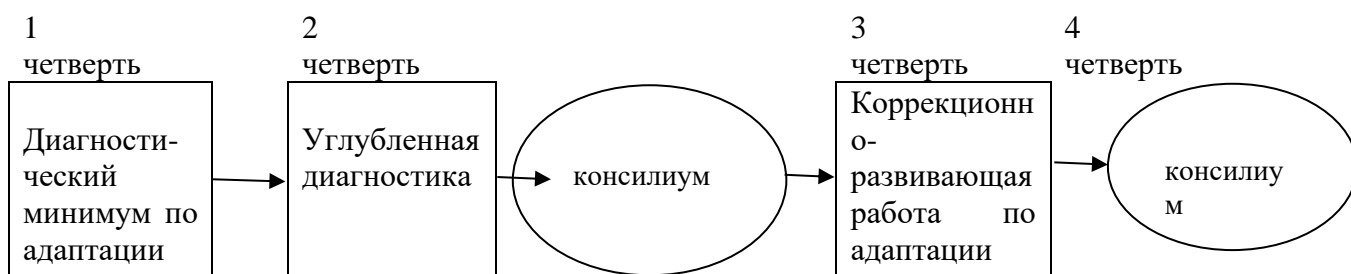 1
четверть
2
четверть
3
четверть
4
четверть
Диагности-
ческий
минимум по
адаптации
Углубленная
диагностика
консилиум
Коррекционн
о-
развивающая
работа по
адаптации
консилиу
м